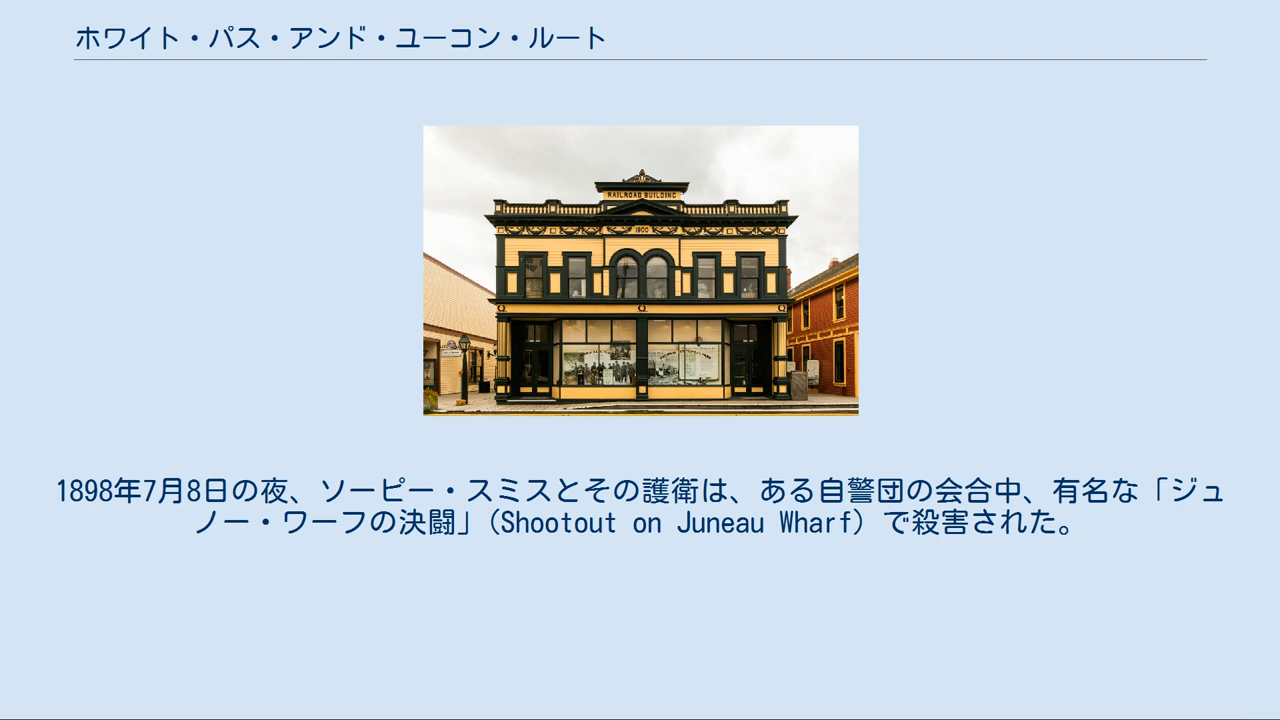 ホワイト・パス・アンド・ユーコン・ルート
RAILROAD BUILDING
1900
1898年7月8日の夜、ソーピー・スミスとその護衛は、ある自警団の会合中、有名な「ジュ
ノー・ワーフの決闘」（Shootout on Juneau Wharf）で殺害された。